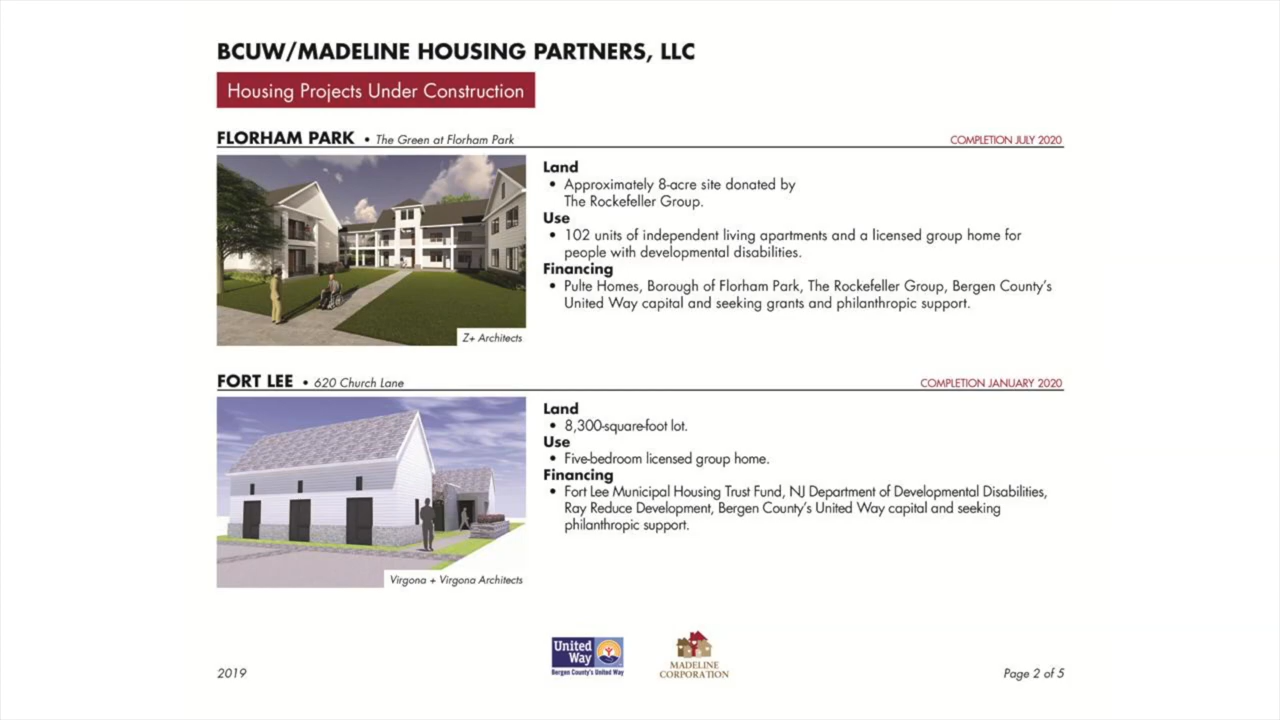 BCUW/MADELINE HOUSING PARTNERS, LLC
Housing Projects Under Construction
FLORHAM PARK • The Green at Florham Park
COMPLETION JULY 2020
Land
• Approximately 8-acre site donated by
The Rockefeller Group.
Use
• 102 units of independent living apartments and a licensed group home for
people with developmental disabilities.
Financing
• Pulte Homes, Borough of Florham Park, The Rockefeller Group, Bergen County's
United Way capital and seeking grants and philanthropic support.
Z+ Architects
FORT LEE • 620 Church Lane
COMPLETION JANUARY 2020
Land
• 8,300-square-foot lot.
Use
• Five-bedroom licensed group home.
Financing
• Fort Lee Municipal Housing Trust Fund, NJ Department of Developmental Disabilities,
Ray Reduce Development, Bergen County's United Way capital and seeking
philanthropic support.
Virgona + Virgona Architects
2019
United
Way
Bergen County's United Way
MADELINE
CORPORATION
Page 2 of 5